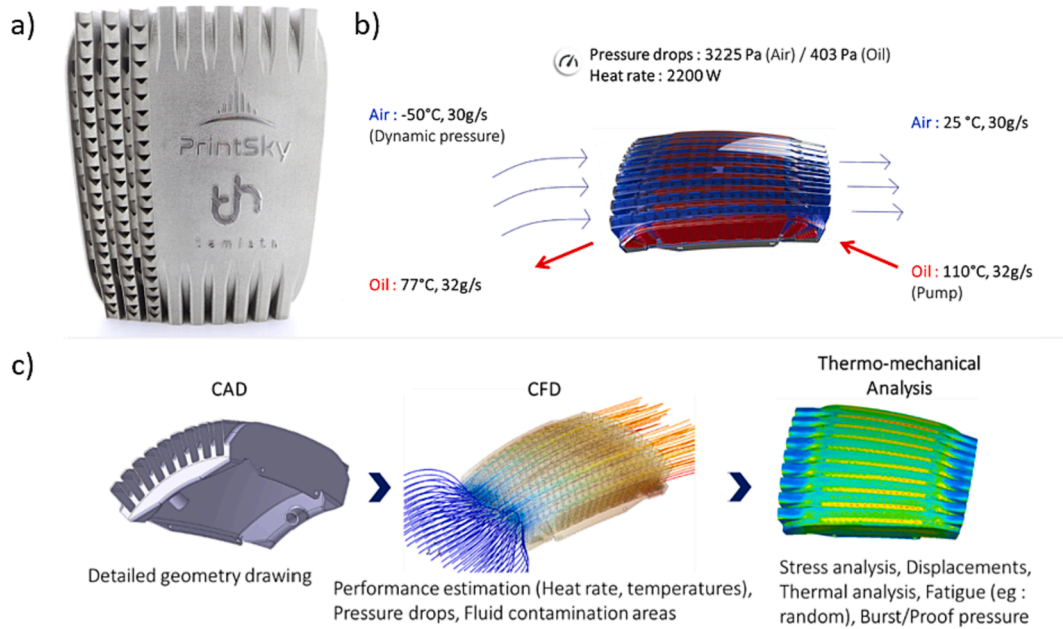 a)
PrintSky
th
temisth
b)
Pressure drops : 3225 Pa (Air) / 403 Pa (Oil)
Heat rate : 2200 W
Air : -50°C, 30g/s
(Dynamic pressure)
Air : 25 °C, 30g/s
Oil : 77°C, 32g/s
Oil : 110°C, 32g/s
(Pump)
c)
CAD
CFD
Thermo-mechanical
Analysis
Detailed geometry drawing
Performance estimation (Heat rate, temperatures),
Pressure drops, Fluid contamination areas
Stress analysis, Displacements,
Thermal analysis, Fatigue (eg :
random), Burst/Proof pressure